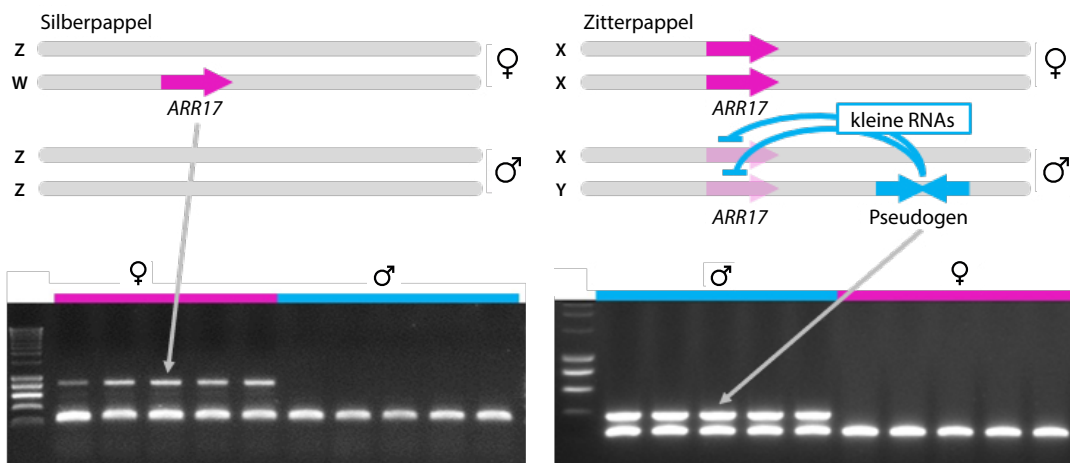 Silberpappel
Z
♀
W
ARR17
Z
♂
Z
♀
♂
Zitterpappel
X
♀
X
ARR17
kleine RNAs
X
♂
Y
ARR17
Pseudogen
♂
♀